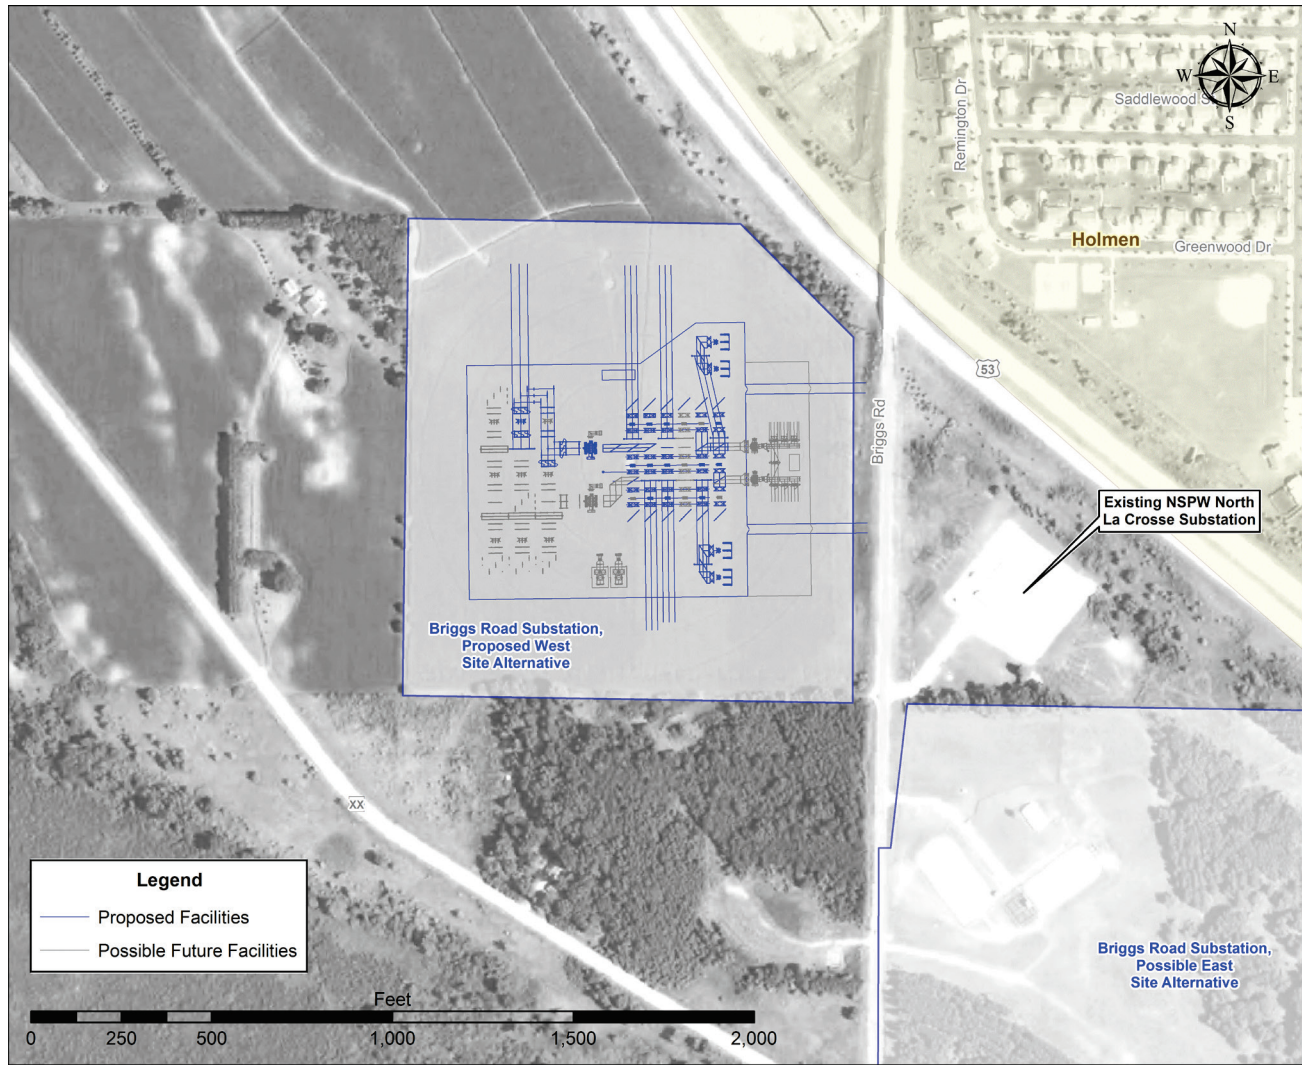 N
W
E
S
Saddlewood S
Remington Dr
Holmen
Greenwood Dr
53
Briggs Rd
Existing NSPW North
La Crosse Substation
Briggs Road Substation,
Proposed West
Site Alternative
XX
Legend
Proposed Facilities
Possible Future Facilities
Briggs Road Substation,
Possible East
Site Alternative
Feet
0
250
500
1,000
1,500
2,000